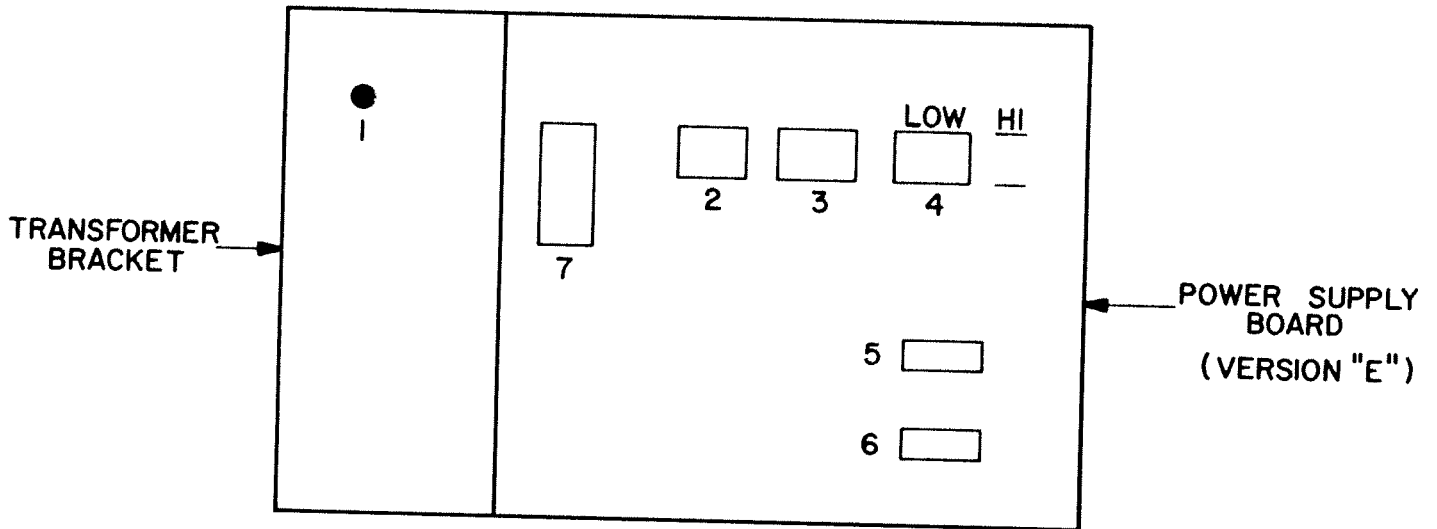 LOW HI
1
2 3 4
7
TRANSFORMER
BRACKET
POWER SUPPLY
BOARD
(VERSION "E")
5
6